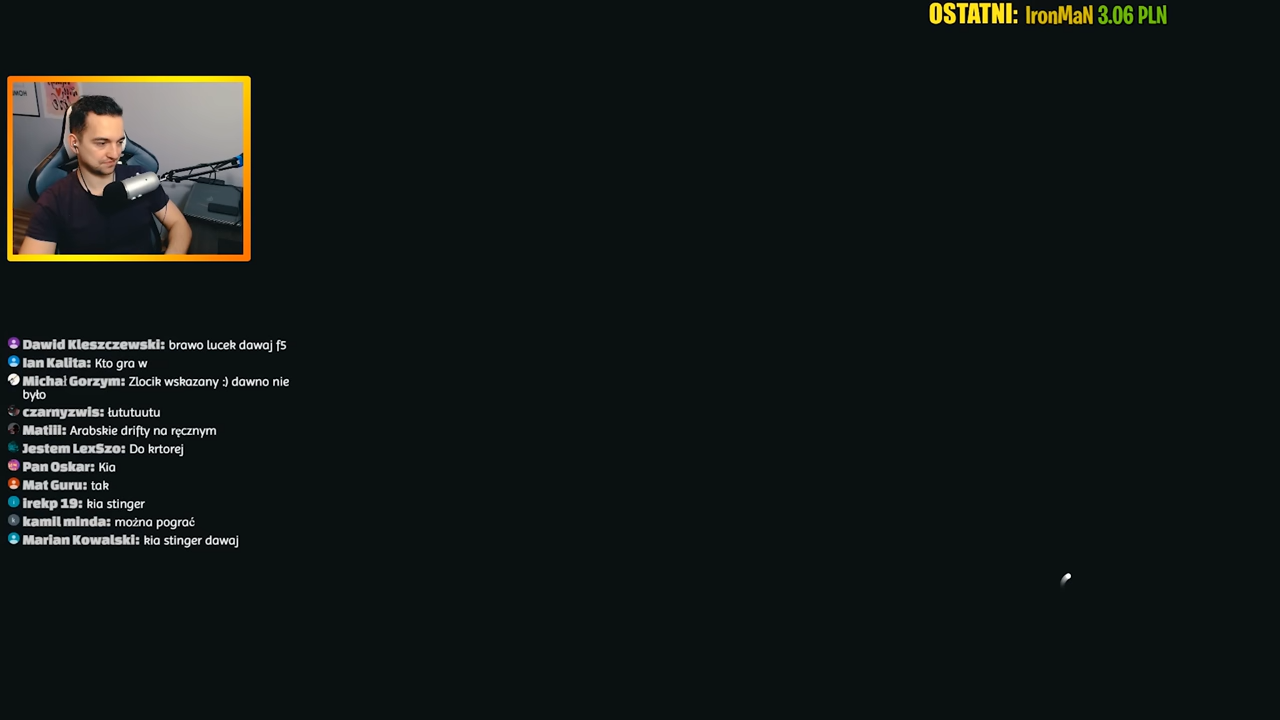 OSTATNI: IronMaN 3.06 PLN
Dawid Kleszczewski: brawo lucek dawaj f5
Ian Kalita: Kto gra w
Michał Gorzym: Zlocik wskazany :) dawno nie
było
czarnyzwis: łututuutu
Matiii: Arabskie drifty na ręcznym
Jestem LexSzo: Do krtorej
Pan Oskar: Kia
Mat Guru: tak
irekp 19: kia stinger
kamil minda: można pograć
Marian Kowalski: kia stinger dawaj